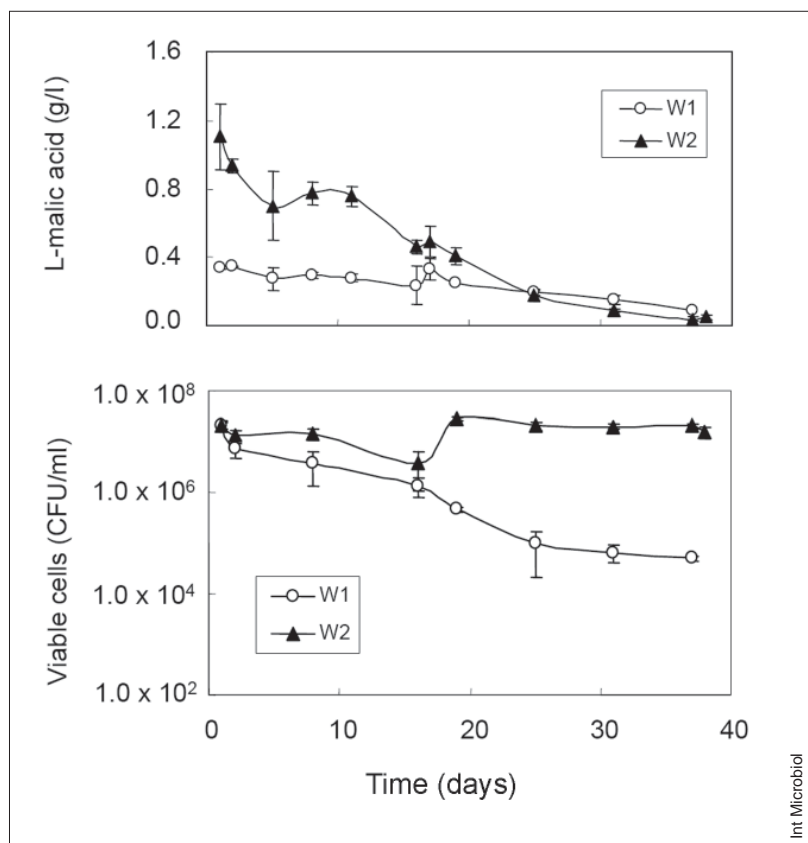 L-malic acid (g/l)
1.6
1.2
0.8
0.4
0.0
W1
W2
Viable cells (CFU/ml)
1.0 x 10⁸
1.0 x 10⁶
1.0 x 10⁴
1.0 x 10²
W1
W2
0 10 20 30 40
Time (days)
Int Microbiol